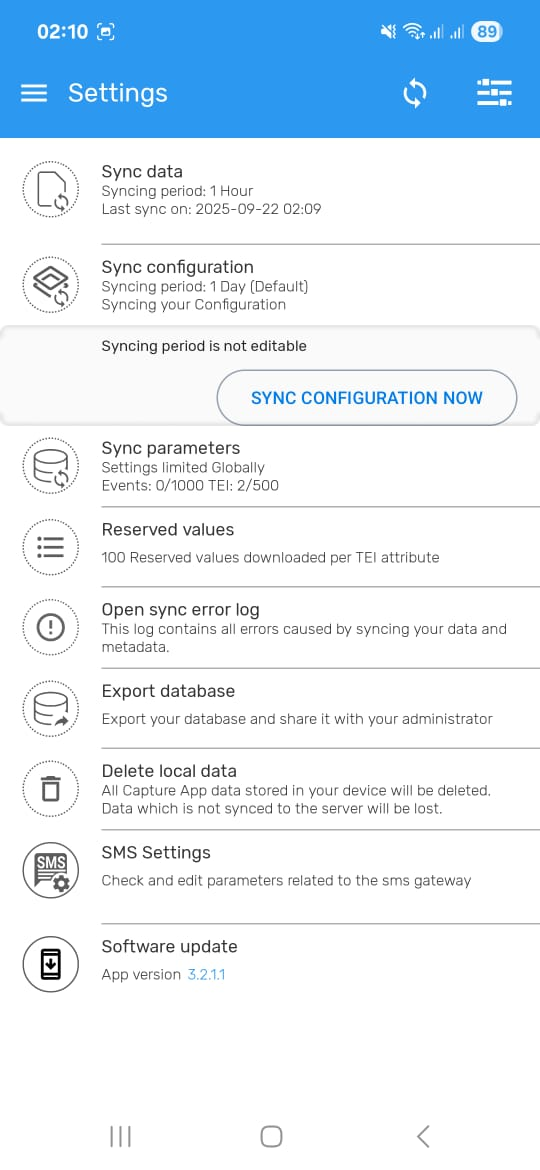 02:10
89
Settings
Sync data
Syncing period: 1 Hour
Last sync on: 2025-09-22 02:09
Sync configuration
Syncing period: 1 Day (Default)
Syncing your Configuration
Syncing period is not editable
SYNC CONFIGURATION NOW
Sync parameters
Settings limited Globally
Events: 0/1000 TEI: 2/500
Reserved values
100 Reserved values downloaded per TEI attribute
Open sync error log
This log contains all errors caused by syncing your data and
metadata.
Export database
Export your database and share it with your administrator
Delete local data
All Capture App data stored in your device will be deleted.
Data which is not synced to the server will be lost.
SMS
SMS Settings
Check and edit parameters related to the sms gateway
Software update
App version 3.2.1.1